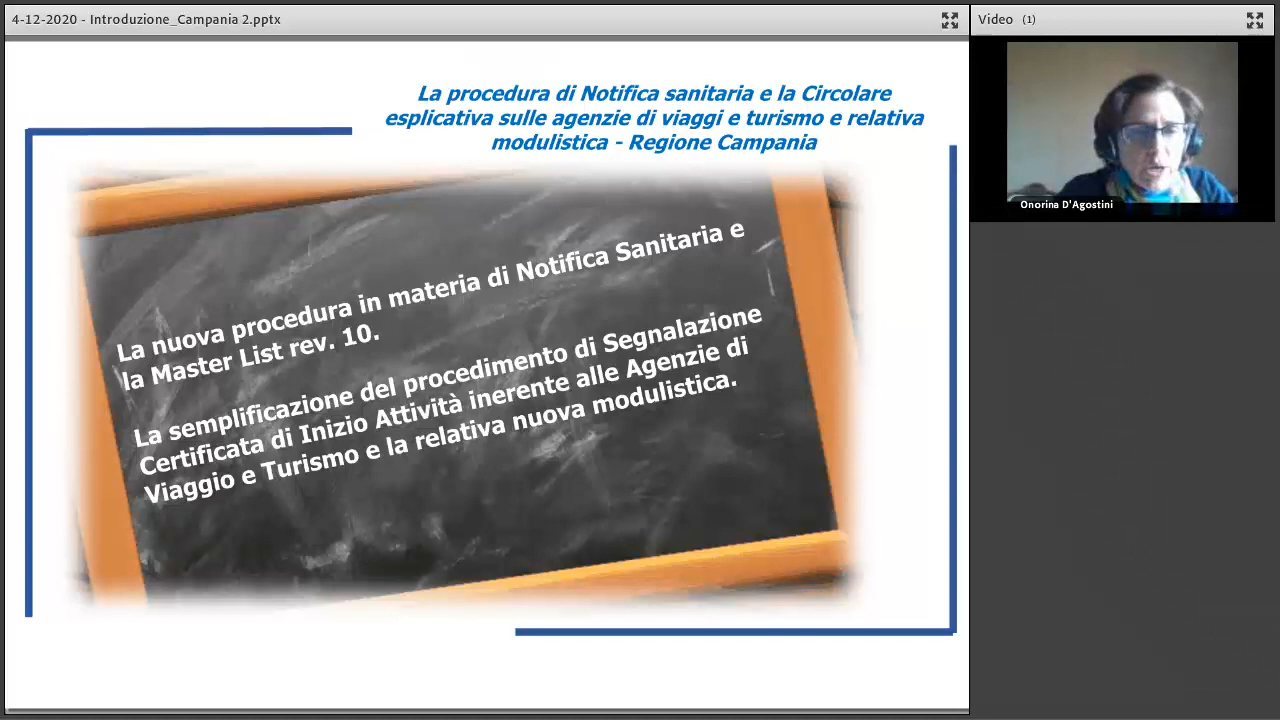 4-12-2020 - Introduzione_Campania 2.pptx
Video (1)
La procedura di Notifica sanitaria e la Circolare
esplicativa sulle agenzie di viaggi e turismo e relativa
modulistica - Regione Campania
La nuova procedura in materia di Notifica Sanitaria e
la Master List rev. 10.
La semplificazione del procedimento di Segnalazione
Certificata di Inizio Attività inerente alle Agenzie di
Viaggio e Turismo e la relativa nuova modulistica.
Onorina D'Agostini